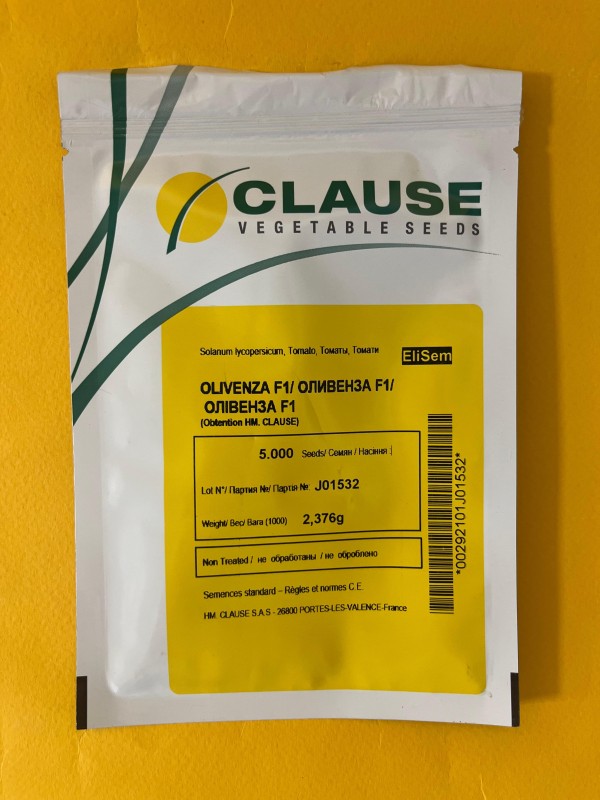 CLAUSE
VEGETABLE SEEDS
Solanum lycopersicum, Tomato, Томаты, Томати
EliSem
OLIVENZA F1/ ОЛИВЕНЗА F1/
ОЛІВЕНЗА F1
(Obtention HM. CLAUSE)
5.000 Seeds/ Семян / Насіння
Lot N°/ Партия №/ Партія №: J01532
Weight/ Вес/ Вага (1000) 2,376g
Non Treated / не обработаны / не оброблено
Semences standard – Règles et normes C.E.
HM. CLAUSE S.A.S - 26800 PORTES-LES-VALENCE-France
*00292101J01532*